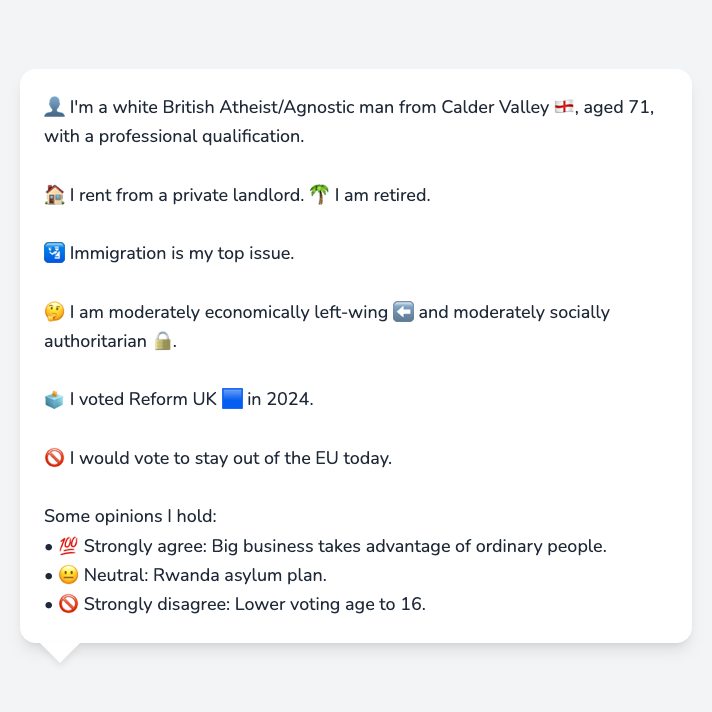 👤 I'm a white British Atheist/Agnostic man from Calder Valley 🏴󠁧󠁢󠁥󠁮󠁧󠁿, aged 71,
with a professional qualification.
🏠 I rent from a private landlord. 🌴 I am retired.
🛂 Immigration is my top issue.
🤔 I am moderately economically left-wing ⬅️ and moderately socially
authoritarian 🔒.
🗳️ I voted Reform UK 🟦 in 2024.
🚫 I would vote to stay out of the EU today.
Some opinions I hold:
• 💯 Strongly agree: Big business takes advantage of ordinary people.
• 😐 Neutral: Rwanda asylum plan.
• 🚫 Strongly disagree: Lower voting age to 16.